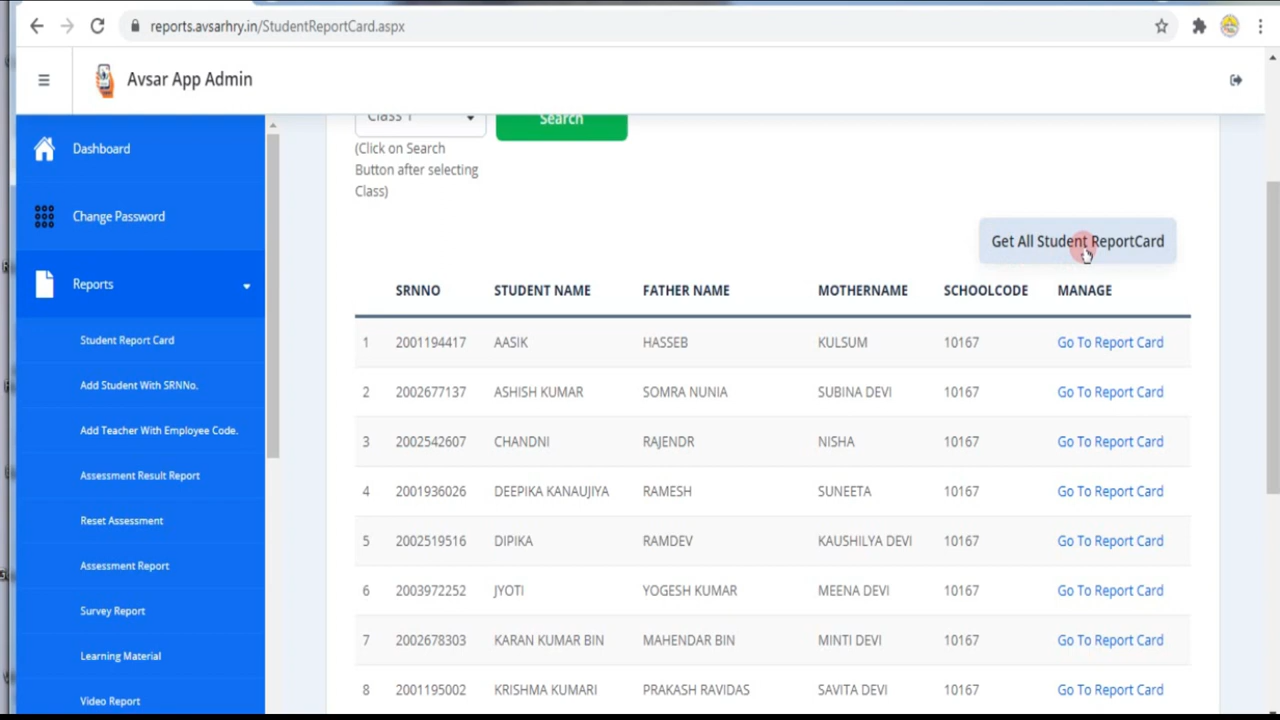 reports.avsarhry.in/StudentReportCard.aspx
Avsar App Admin
Dashboard
Change Password
Reports
Student Report Card
Add Student With SRNNo.
Add Teacher With Employee Code.
Assessment Result Report
Reset Assessment
Assessment Report
Survey Report
Learning Material
Video Report
Class 1 Search
(Click on Search
Button after selecting
Class)
Get All Student ReportCard
SRNNO STUDENT NAME FATHER NAME MOTHERNAME SCHOOLCODE MANAGE
1 2001194417 AASIK HASSEB KULSUM 10167 Go To Report Card
2 2002677137 ASHISH KUMAR SOMRA NUNIA SUBINA DEVI 10167 Go To Report Card
3 2002542607 CHANDNI RAJENDR NISHA 10167 Go To Report Card
4 2001936026 DEEPIKA KANAUJIYA RAMESH SUNEETA 10167 Go To Report Card
5 2002519516 DIPIKA RAMDEV KAUSHILYA DEVI 10167 Go To Report Card
6 2003972252 JYOTI YOGESH KUMAR MEENA DEVI 10167 Go To Report Card
7 2002678303 KARAN KUMAR BIN MAHENDAR BIN MINTI DEVI 10167 Go To Report Card
8 2001195002 KRISHMA KUMARI PRAKASH RAVIDAS SAVITA DEVI 10167 Go To Report Card